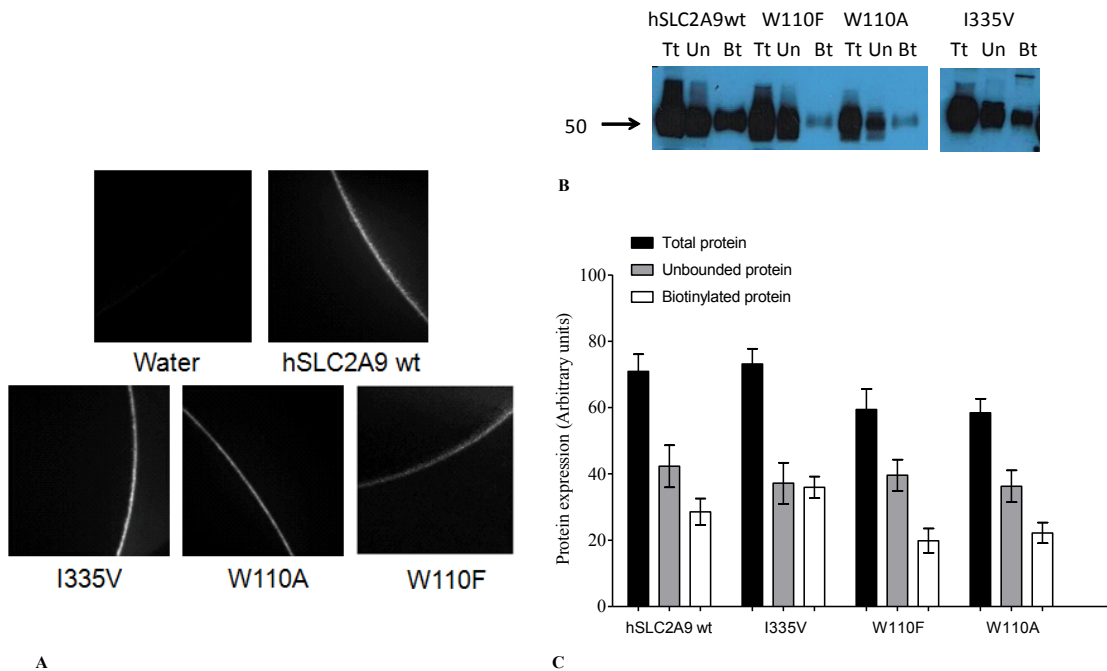 hSLC2A9wt W110F W110A I335V
Tt Un Bt Tt Un Bt Tt Un Bt Tt Un Bt
50
B
Water
hSLC2A9 wt
I335V
W110A
W110F
A
Total protein
Unbounded protein
Biotinylated protein
Protein expression (Arbitrary units)
100
80
60
40
20
0
hSLC2A9 wt
I335V
W110F
W110A
C